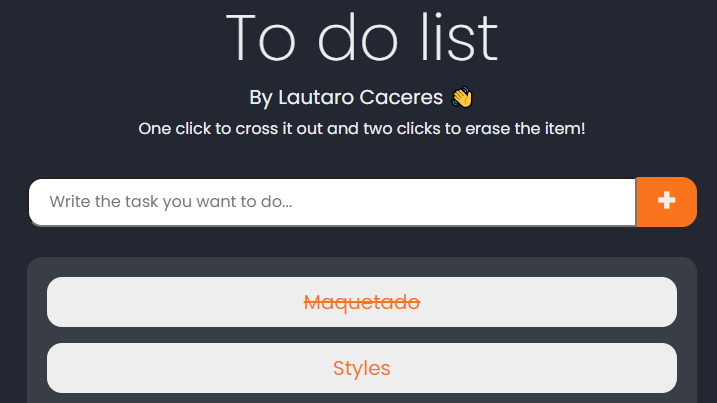 To do list
By Lautaro Caceres 👋
One click to cross it out and two clicks to erase the item!
Write the task you want to do...
+
Maquetado
Styles